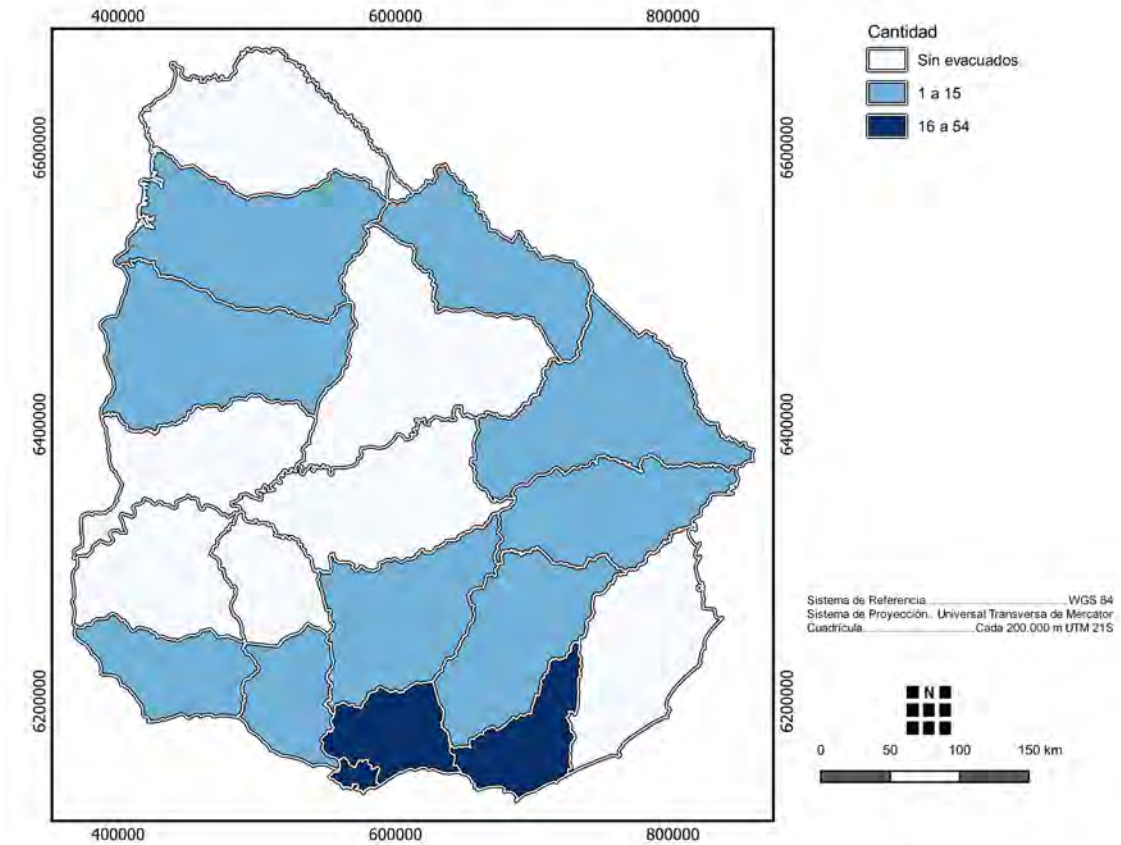 400000 600000 800000
Cantidad
Sin evacuados
1 a 15
16 a 54
6600000 6600000
6400000 6400000
6200000 6200000
Sistema de Referencia WGS 84
Sistema de Proyección.. Universal Transversa de Mercator
Cuadrícula Cada 200.000 m UTM 21S
N
0 50 100 150 km
400000 600000 800000